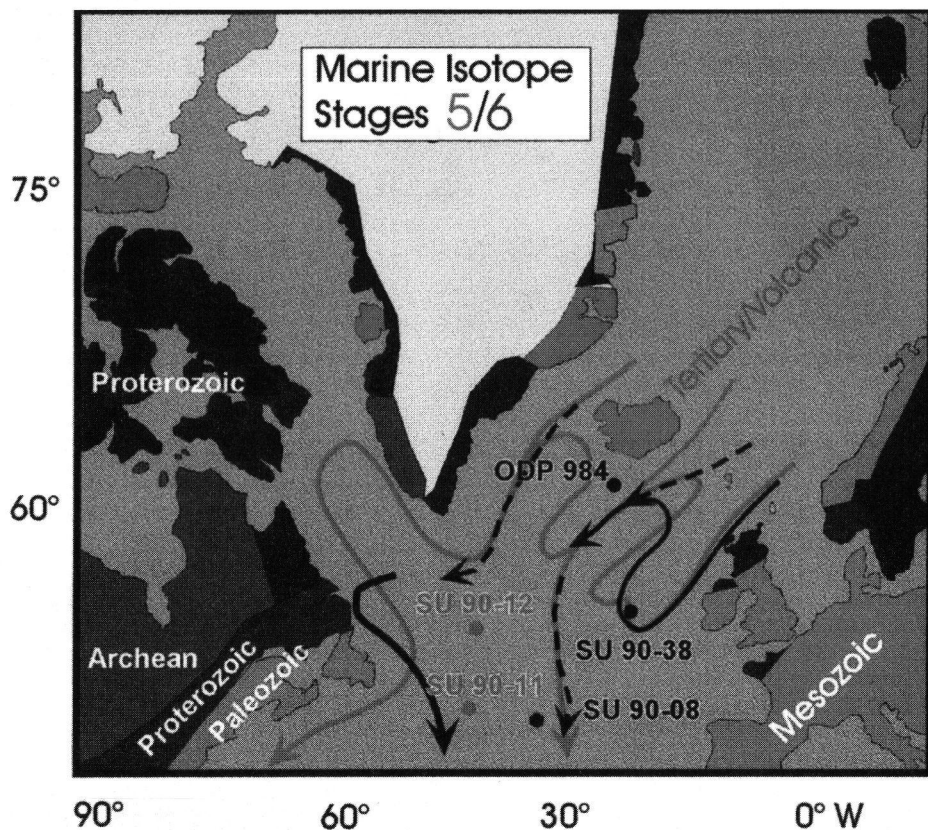 Marine Isotope
Stages 5/6
75°
Tertiary/Volcanics
Proterozoic
ODP 984
60°
SU 90-12
SU 90-38
Archean
Proterozoic
Paleozoic
SU 90-11
SU 90-08
Mesozoic
90°
60°
30°
0° W